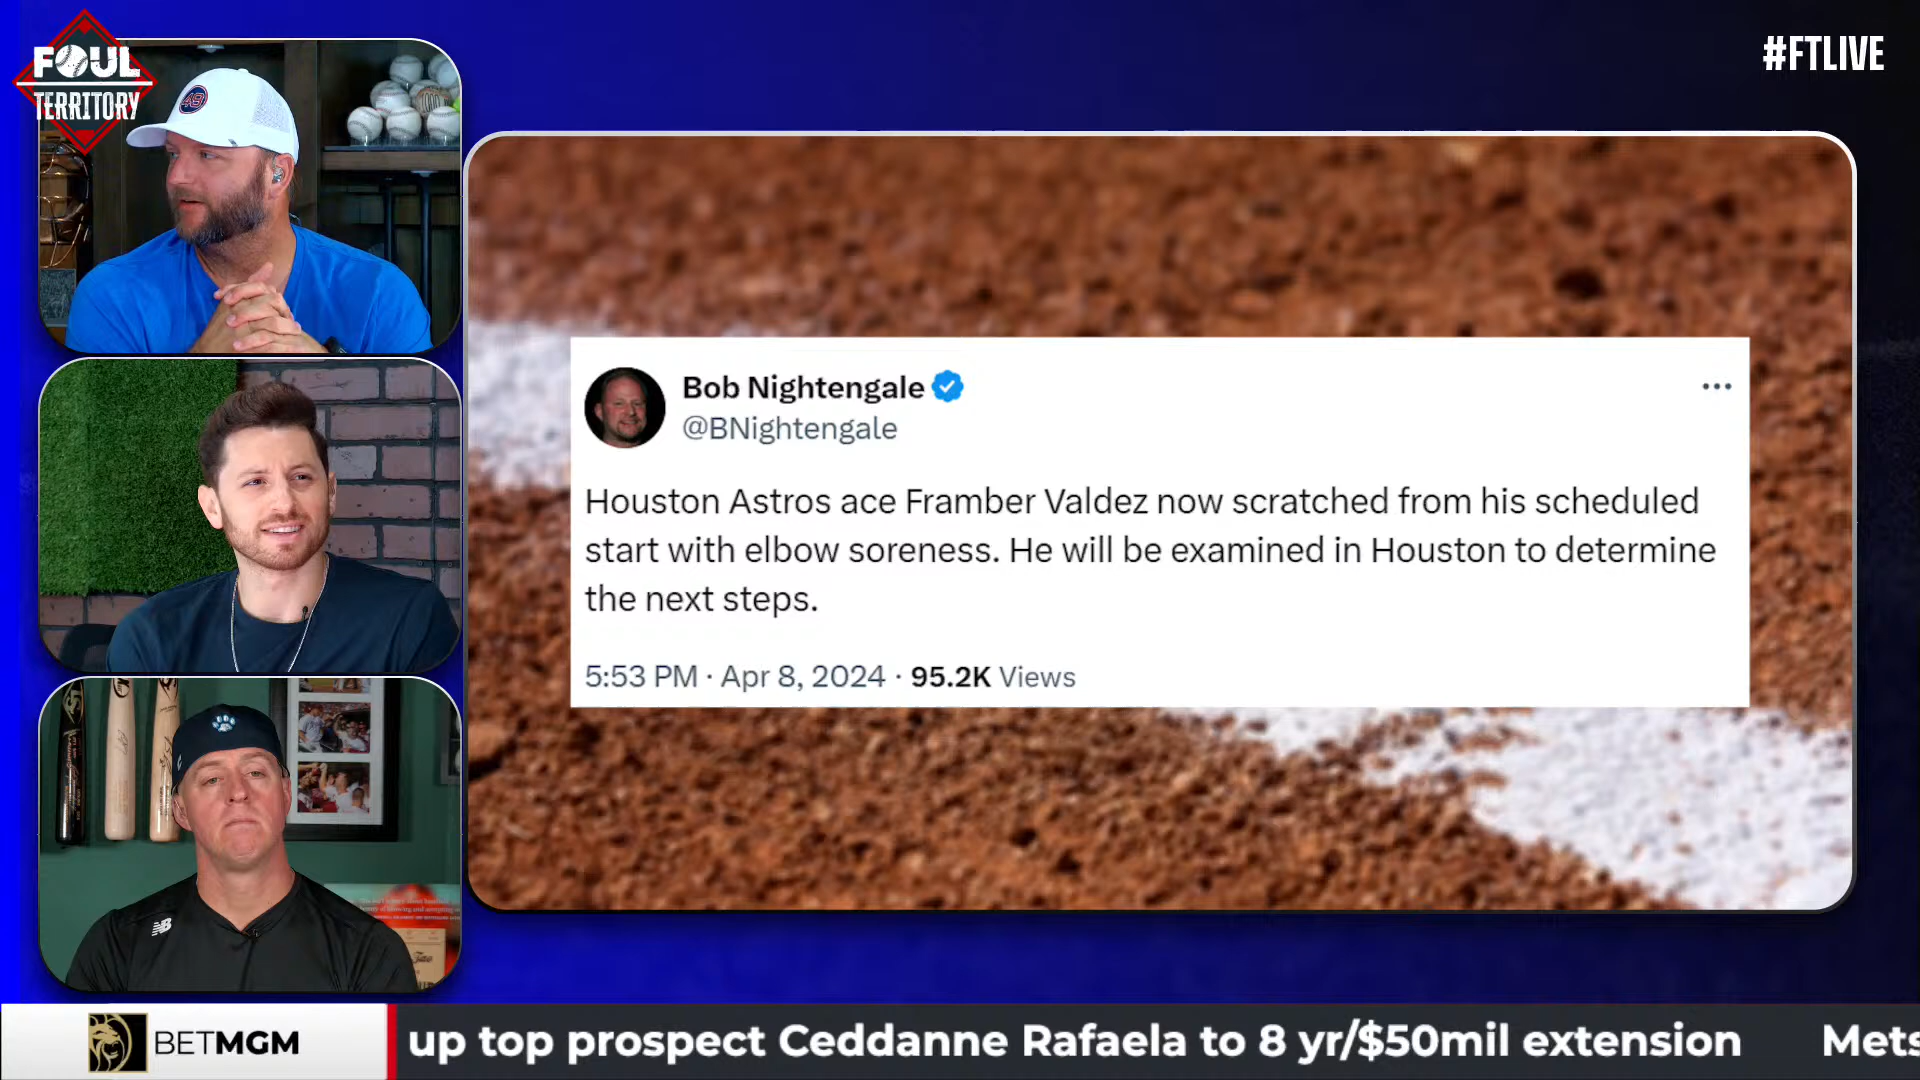 FOUL
TERRITORY
#FTLIVE
48
Bob Nightengale
@BNightengale
Houston Astros ace Framber Valdez now scratched from his scheduled
start with elbow soreness. He will be examined in Houston to determine
the next steps.
5:53 PM · Apr 8, 2024 · 95.2K Views
NB
BETMGM
up top prospect Ceddanne Rafaela to 8 yr/$50mil extension
Mets